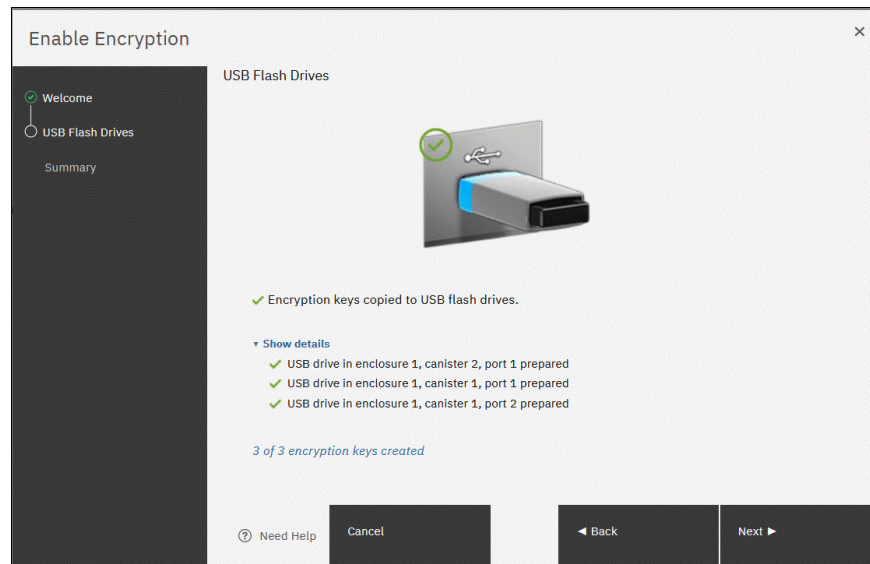 Enable Encryption
Welcome
USB Flash Drives
Summary
USB Flash Drives
Encryption keys copied to USB flash drives.
Show details
USB drive in enclosure 1, canister 2, port 1 prepared
USB drive in enclosure 1, canister 1, port 1 prepared
USB drive in enclosure 1, canister 1, port 2 prepared
3 of 3 encryption keys created
Need Help
Cancel
Back
Next